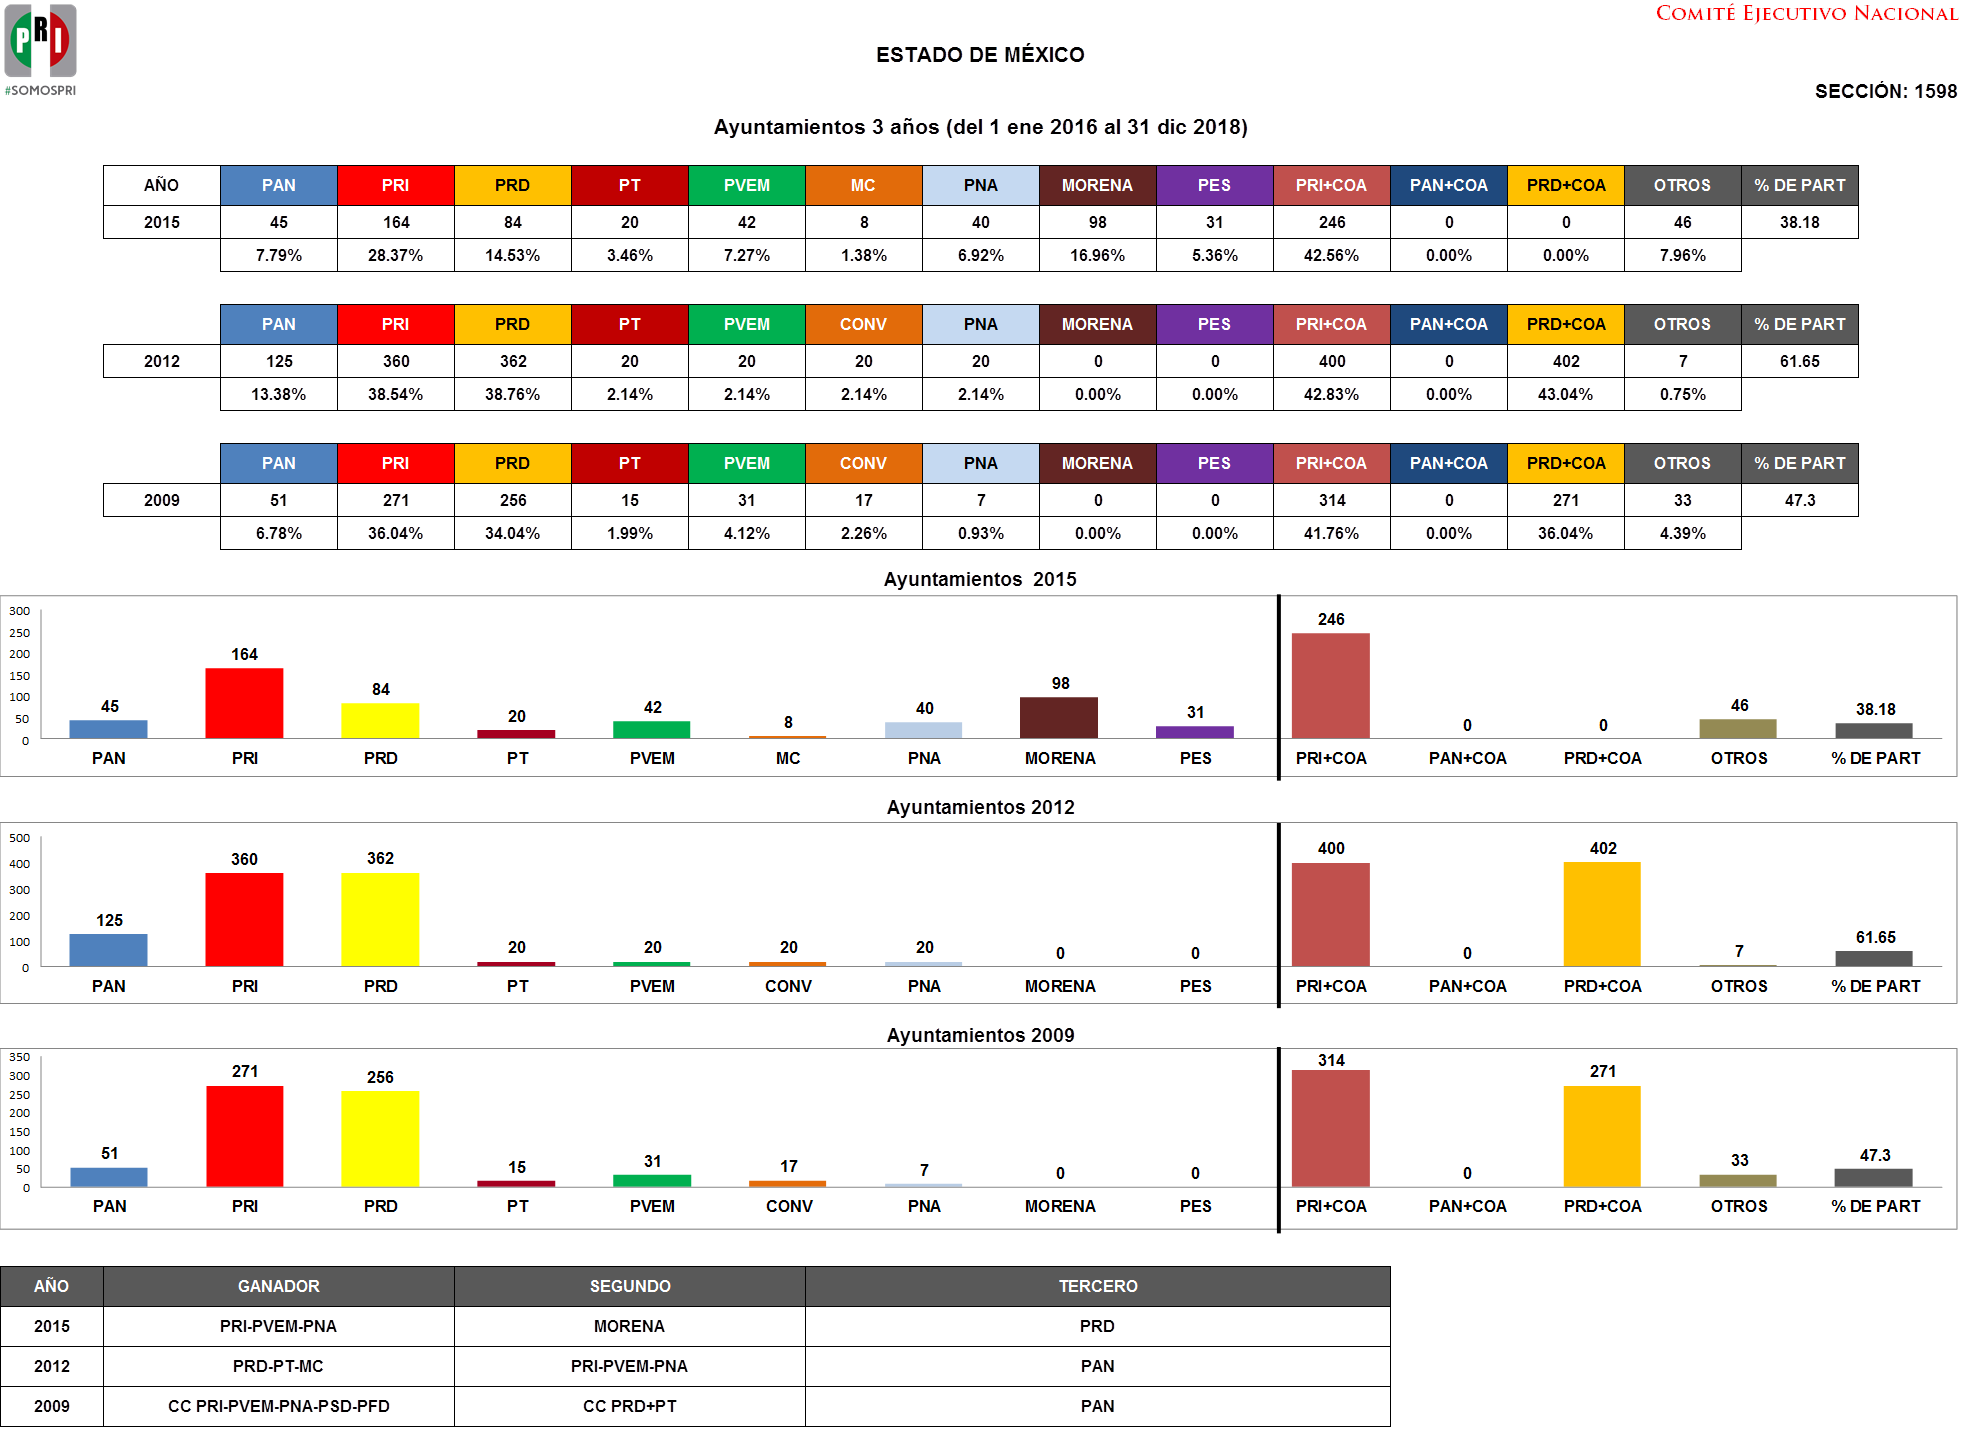 PRI
#SOMOSPRI
COMITÉ EJECUTIVO NACIONAL
ESTADO DE MÉXICO
SECCIÓN: 1598
Ayuntamientos 3 años (del 1 ene 2016 al 31 dic 2018)
AÑO PAN PRI PRD PT PVEM MC PNA MORENA PES PRI+COA PAN+COA PRD+COA OTROS % DE PART
2015 45 164 84 20 42 8 40 98 31 246 0 0 46 38.18
7.79% 28.37% 14.53% 3.46% 7.27% 1.38% 6.92% 16.96% 5.36% 42.56% 0.00% 0.00% 7.96%
PAN PRI PRD PT PVEM CONV PNA MORENA PES PRI+COA PAN+COA PRD+COA OTROS % DE PART
2012 125 360 362 20 20 20 20 0 0 400 0 402 7 61.65
13.38% 38.54% 38.76% 2.14% 2.14% 2.14% 2.14% 0.00% 0.00% 42.83% 0.00% 43.04% 0.75%
PAN PRI PRD PT PVEM CONV PNA MORENA PES PRI+COA PAN+COA PRD+COA OTROS % DE PART
2009 51 271 256 15 31 17 7 0 0 314 0 271 33 47.3
6.78% 36.04% 34.04% 1.99% 4.12% 2.26% 0.93% 0.00% 0.00% 41.76% 0.00% 36.04% 4.39%
Ayuntamientos 2015
300
250
200
150
100
50
0
45 164 84 20 42 8 40 98 31 246 0 0 46 38.18
PAN PRI PRD PT PVEM MC PNA MORENA PES PRI+COA PAN+COA PRD+COA OTROS % DE PART
Ayuntamientos 2012
500
400
300
200
100
0
125 360 362 20 20 20 20 0 0 400 0 402 7 61.65
PAN PRI PRD PT PVEM CONV PNA MORENA PES PRI+COA PAN+COA PRD+COA OTROS % DE PART
Ayuntamientos 2009
350
300
250
200
150
100
50
0
51 271 256 15 31 17 7 0 0 314 0 271 33 47.3
PAN PRI PRD PT PVEM CONV PNA MORENA PES PRI+COA PAN+COA PRD+COA OTROS % DE PART
AÑO GANADOR SEGUNDO TERCERO
2015 PRI-PVEM-PNA MORENA PRD
2012 PRD-PT-MC PRI-PVEM-PNA PAN
2009 CC PRI-PVEM-PNA-PSD-PFD CC PRD+PT PAN